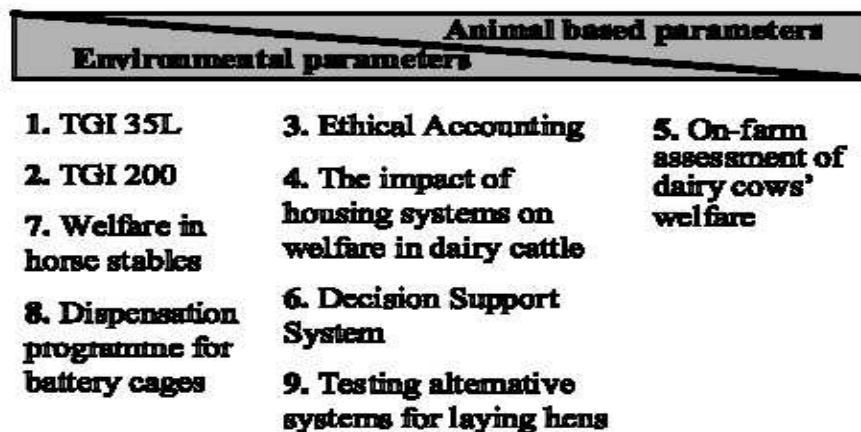 Animal based parameters
Environmental parameters
1. TGI 35L
2. TGI 200
7. Welfare in
horse stables
8. Dispensation
programme for
battery cages
3. Ethical Accounting
4. The impact of
housing systems on
welfare in dairy cattle
6. Decision Support
System
9. Testing alternative
systems for laying hens
5. On-farm
assessment of
dairy cows'
welfare